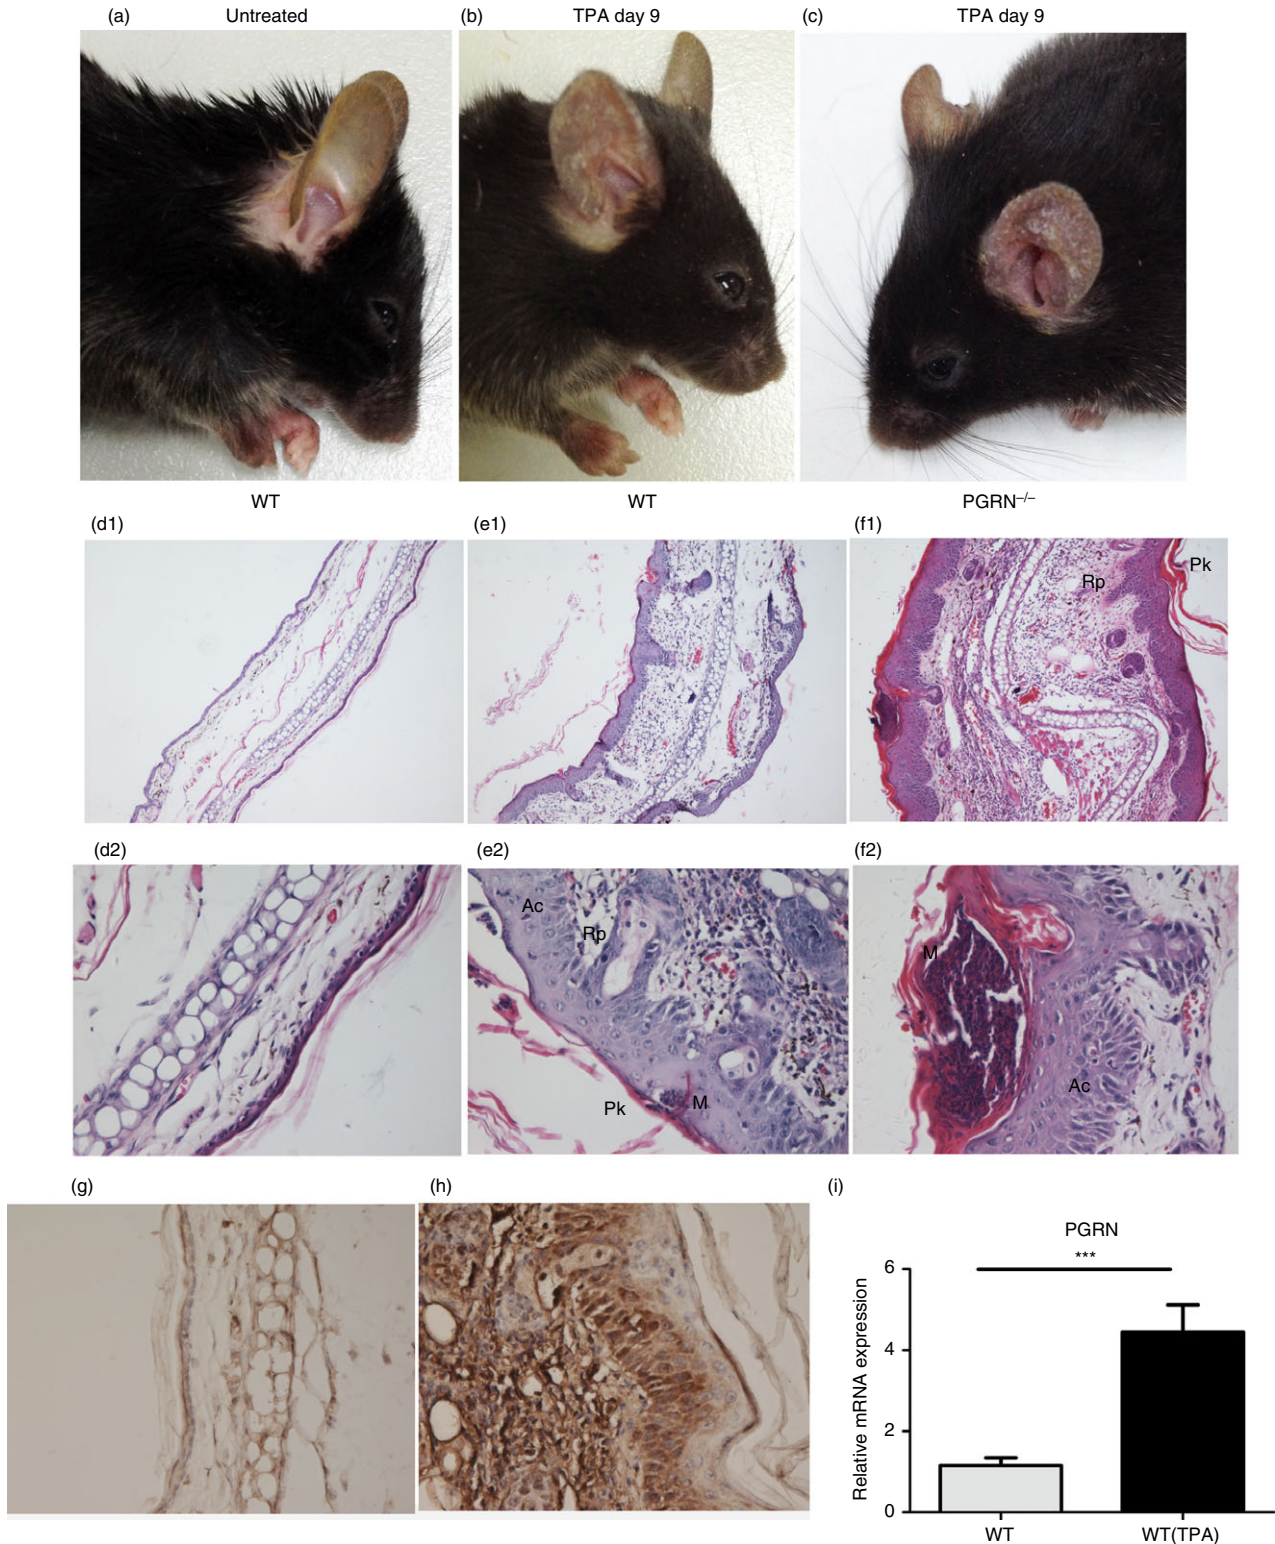 (a) Untreated
(b) TPA day 9
(c) TPA day 9
WT
WT
PGRN–/–
(d1)
(e1)
(f1)
Rp
Pk
(d2)
(e2)
(f2)
Ac
Rp
Pk
M
M
Ac
(g)
(h)
(i)
PGRN
***
Relative mRNA expression
6
4
2
0
WT
WT(TPA)